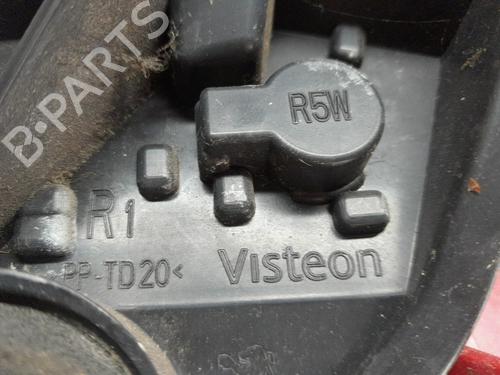 B-PARTS
R5W
R1
PP-TD20<
Visteon